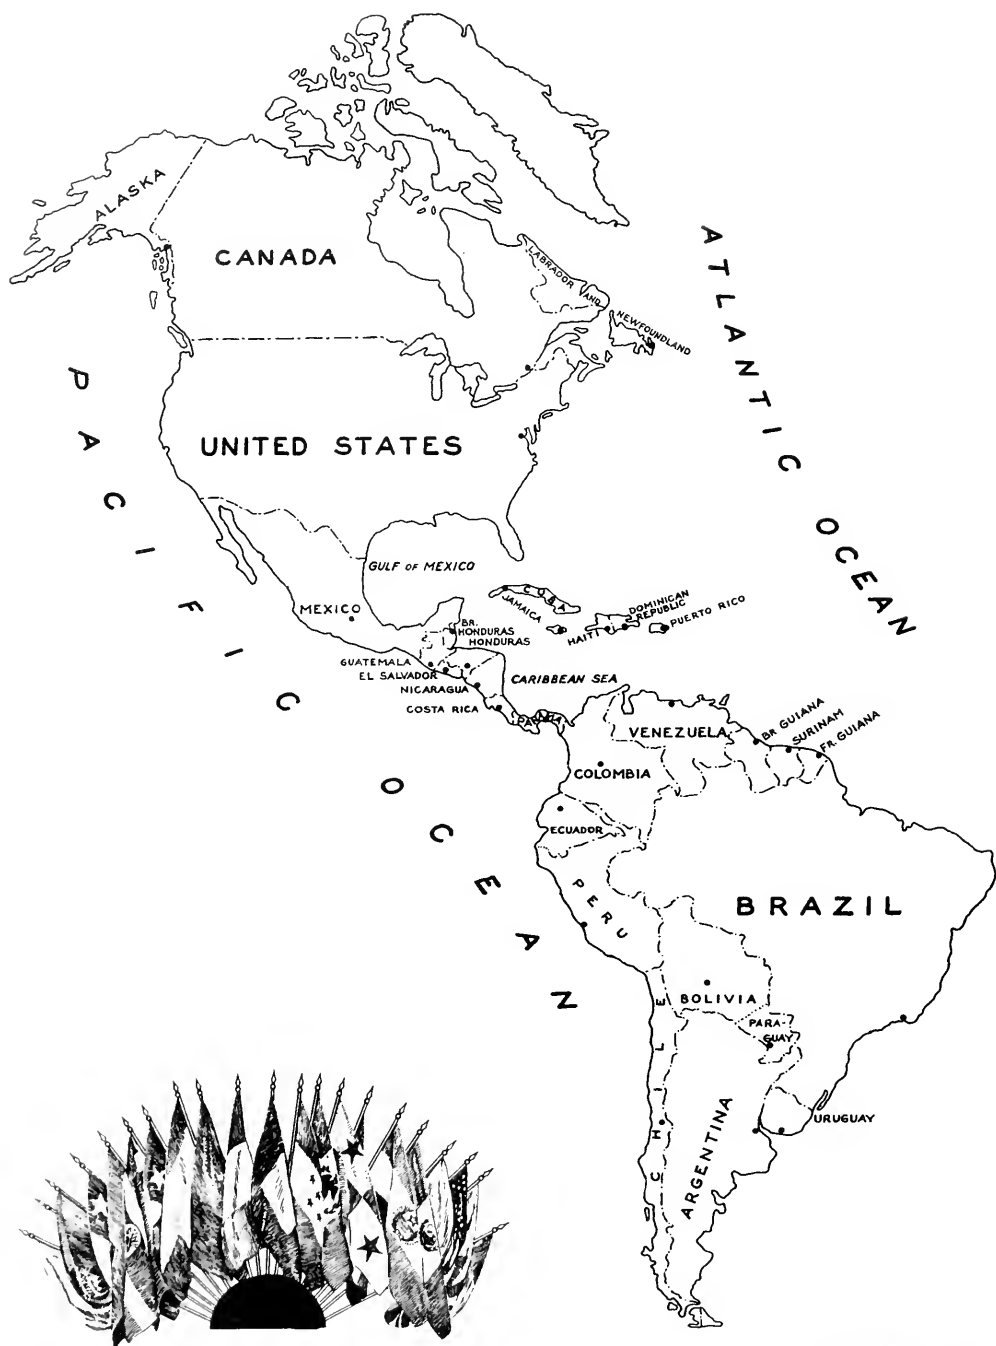 ALASKA
CANADA
LABRADOR AND
NEWFOUNDLAND
ATLANTIC OCEAN
PACIFIC OCEAN
UNITED STATES
GULF OF MEXICO
MEXICO
CUBA
JAMAICA
HAITI
DOMINICAN
REPUBLIC
PUERTO RICO
BR.
HONDURAS
HONDURAS
GUATEMALA
EL SALVADOR
NICARAGUA
COSTA RICA
PANAMA
CARIBBEAN SEA
VENEZUELA
BR GUIANA
SURINAM
FR. GUIANA
COLOMBIA
ECUADOR
PERU
BRAZIL
BOLIVIA
PARA-
GUAY
CHILE
ARGENTINA
URUGUAY